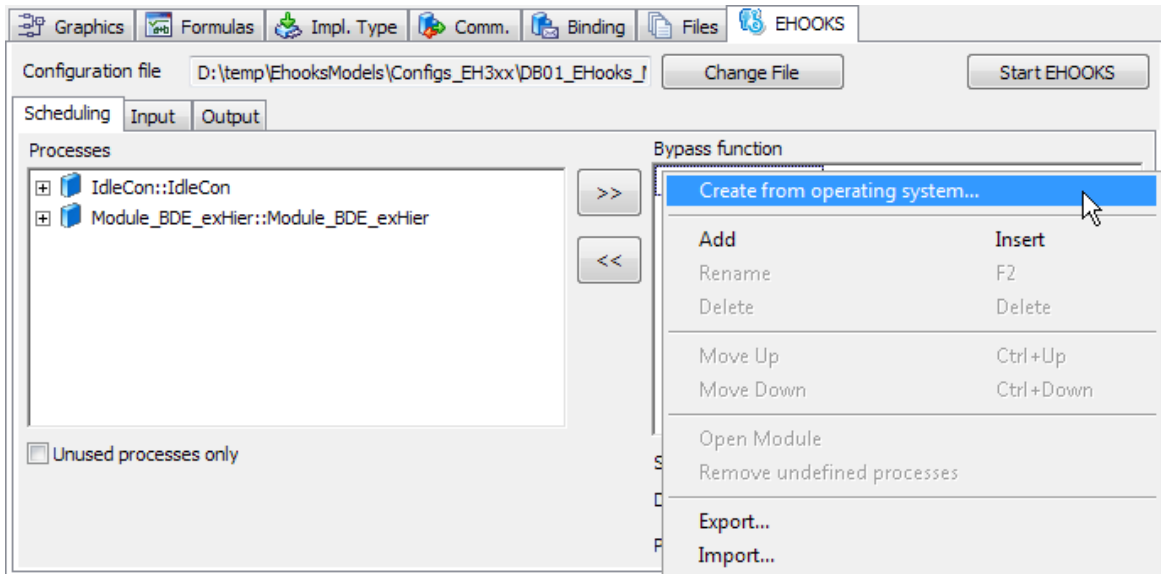 Graphics Formulas Impl. Type Comm. Binding Files EHOOKS
Configuration file D:\temp\EhooksModels\Configs_EH3xx\DB01_EHooks_ Change File Start EHOOKS
Scheduling Input Output
Processes Bypass function
IdleCon::IdleCon
Module_BDE_exHier::Module_BDE_exHier
>>
<<
Unused processes only
Create from operating system...
Add Insert
Rename F2
Delete Delete
Move Up Ctrl+Up
Move Down Ctrl+Down
Open Module
Remove undefined processes
Export...
Import...